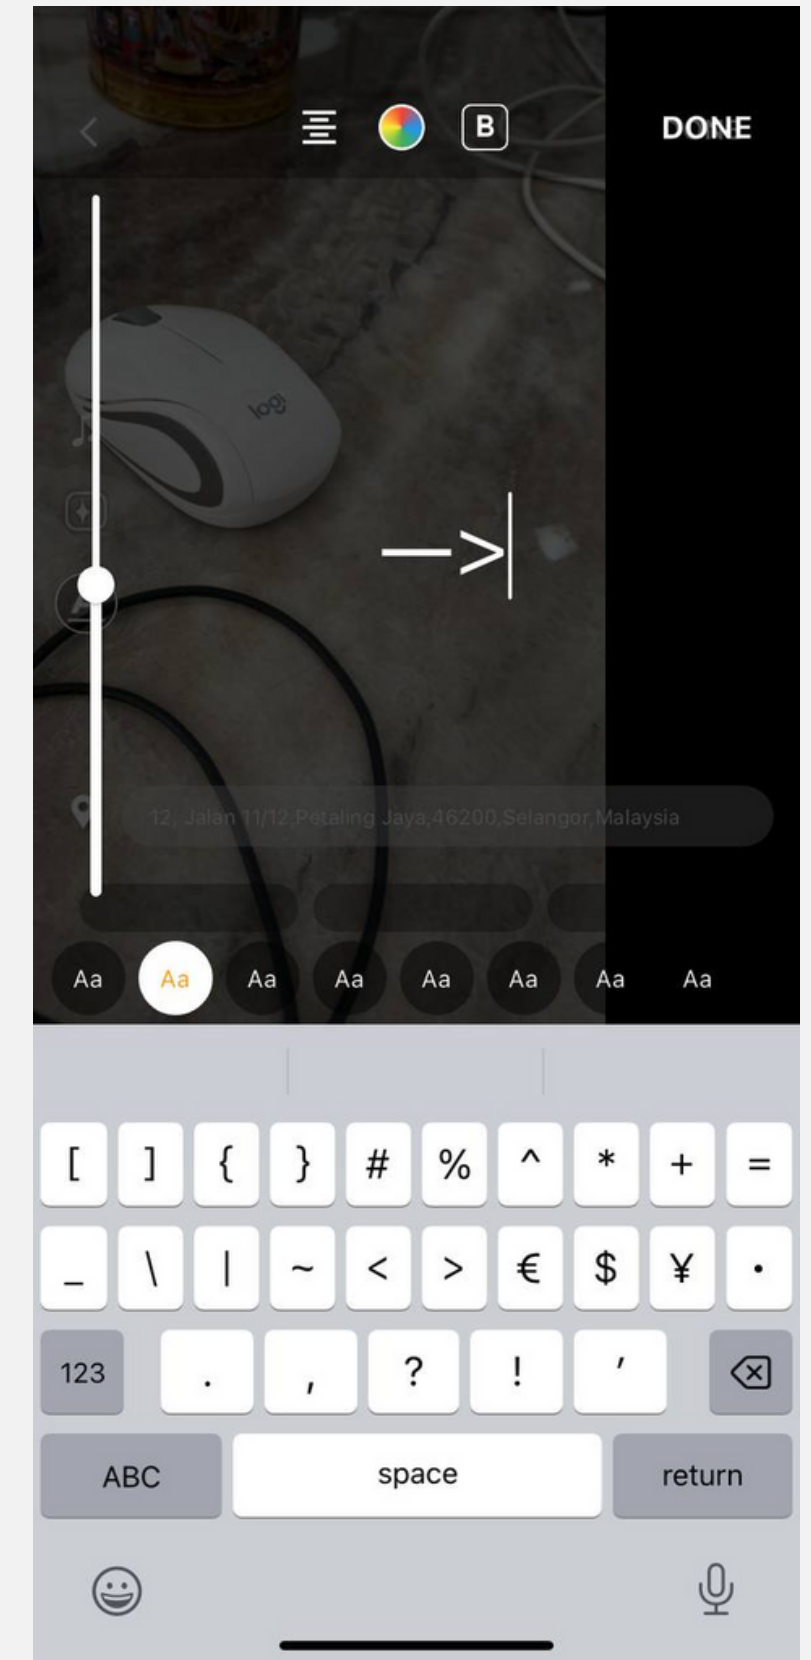 B
DONE
logi
—>
12, Jalan 11/12,Petaling Jaya,46200,Selangor,Malaysia
Aa Aa Aa Aa Aa Aa Aa Aa
[ ] { } # % ^ * + =
_ \ | ~ < > € $ ¥ •
123 . , ? ! ′
ABC space return